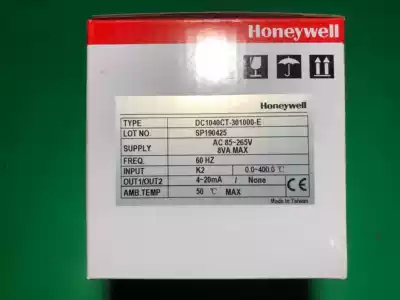 Honeywell
Honeywell
TYPE DC1040CT-301000-E
LOT NO. SP190425
SUPPLY AC 85~265V
8VA MAX
FREQ. 60 HZ
INPUT K2 0.0~400.0 ℃
OUT1/OUT2 4~20mA / None
AMB.TEMP 50 ℃ MAX
CE
Made in Taiwan